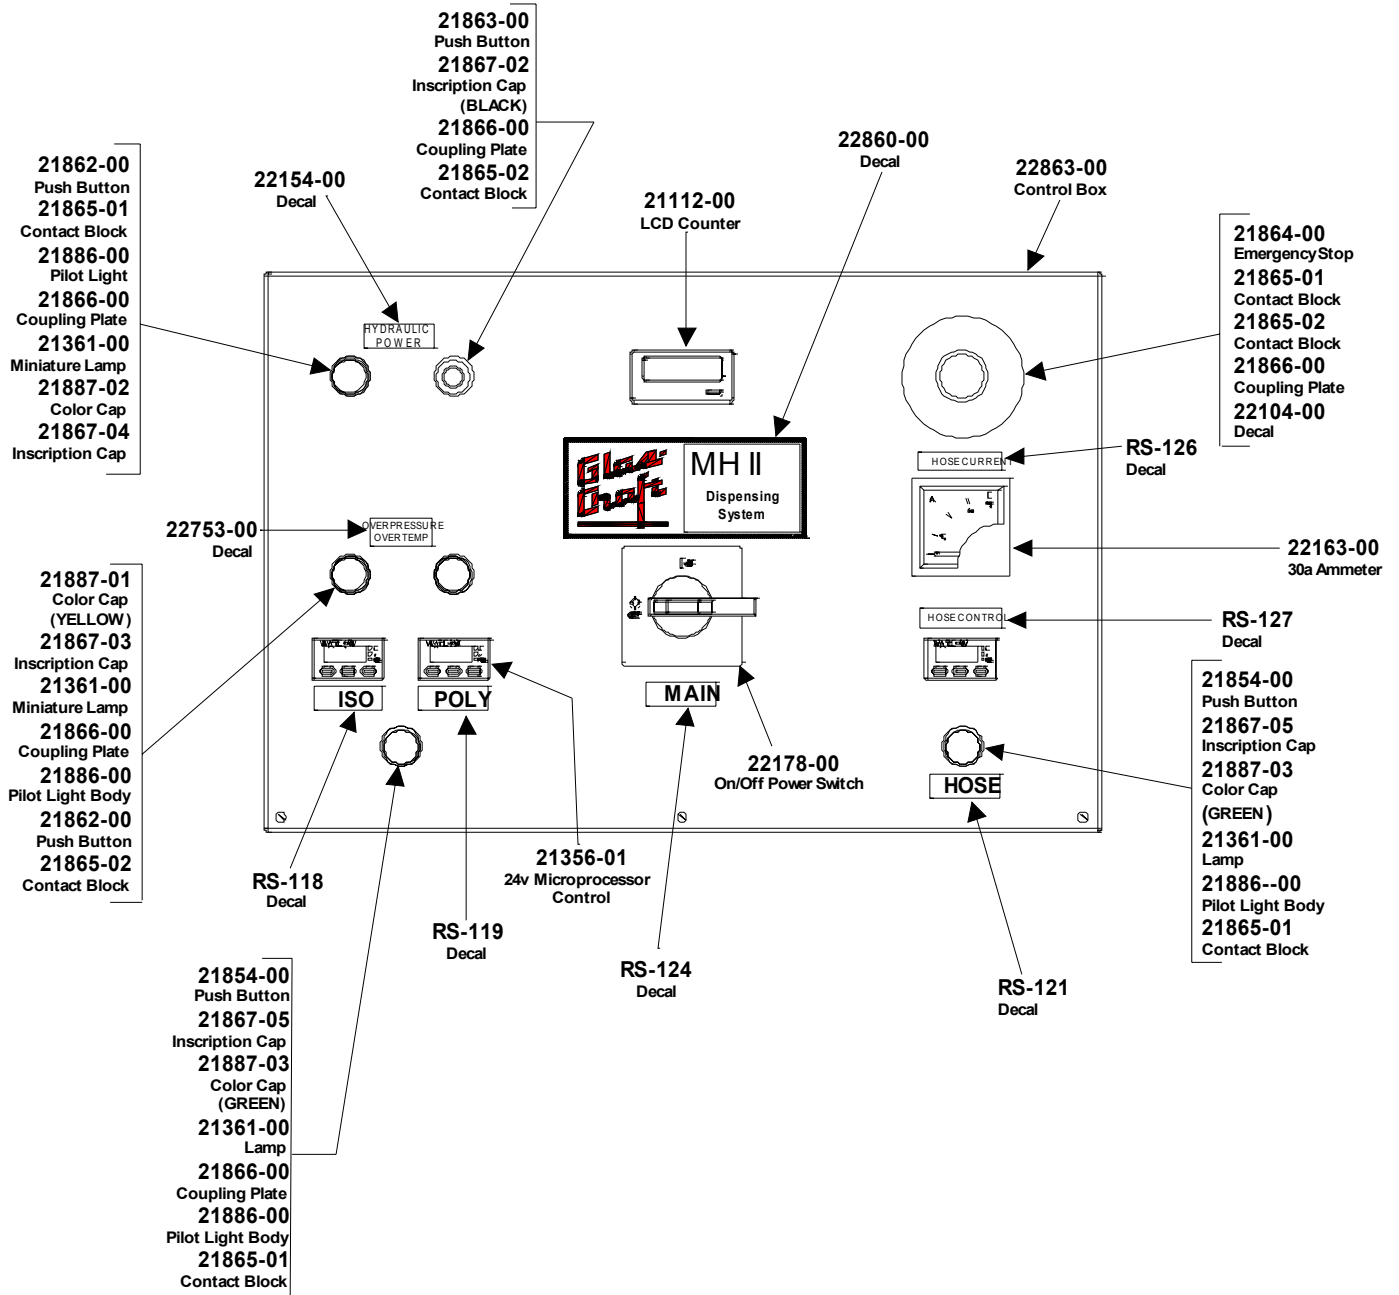 21863-00
Push Button
21867-02
Inscription Cap
(BLACK)
21866-00
Coupling Plate
21865-02
Contact Block
21862-00
Push Button
21865-01
Contact Block
21886-00
Pilot Light
21866-00
Coupling Plate
21361-00
Miniature Lamp
21887-02
Color Cap
21867-04
Inscription Cap
22154-00
Decal
21112-00
LCD Counter
22860-00
Decal
22863-00
Control Box
21864-00
Emergency Stop
21865-01
Contact Block
21865-02
Contact Block
21866-00
Coupling Plate
22104-00
Decal
HYDRAULIC
POWER
Glas-
Craft
MH II
Dispensing
System
HOSE CURRENT
RS-126
Decal
22753-00
Decal
OVERPRESSURE
OVERTEMP
22163-00
30a Ammeter
21887-01
Color Cap
(YELLOW)
21867-03
Inscription Cap
21361-00
Miniature Lamp
21866-00
Coupling Plate
21886-00
Pilot Light Body
21862-00
Push Button
21865-02
Contact Block
HOSE CONTROL
RS-127
Decal
ISO
POLY
MAIN
HOSE
22178-00
On/Off Power Switch
21854-00
Push Button
21867-05
Inscription Cap
21887-03
Color Cap
(GREEN)
21361-00
Lamp
21886--00
Pilot Light Body
21865-01
Contact Block
RS-118
Decal
RS-119
Decal
21356-01
24v Microprocessor
Control
RS-124
Decal
RS-121
Decal
21854-00
Push Button
21867-05
Inscription Cap
21887-03
Color Cap
(GREEN)
21361-00
Lamp
21866-00
Coupling Plate
21886-00
Pilot Light Body
21865-01
Contact Block